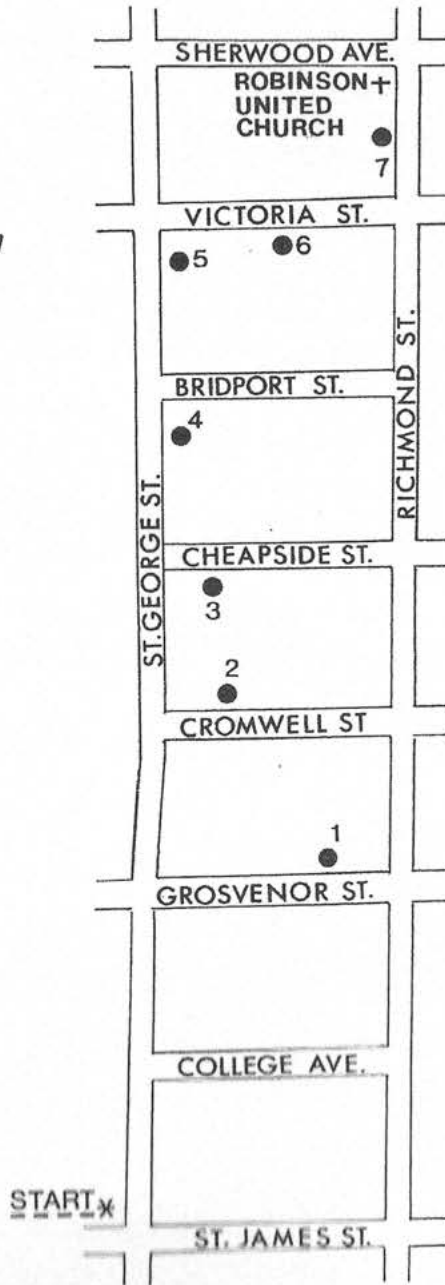 SHERWOOD AVE.
ROBINSON
UNITED
CHURCH
7
VICTORIA ST.
5
6
BRIDPORT ST.
4
RICHMOND ST.
ST. GEORGE ST.
CHEAPSIDE ST.
3
2
CROMWELL ST
1
GROSVENOR ST.
COLLEGE AVE.
START
ST. JAMES ST.